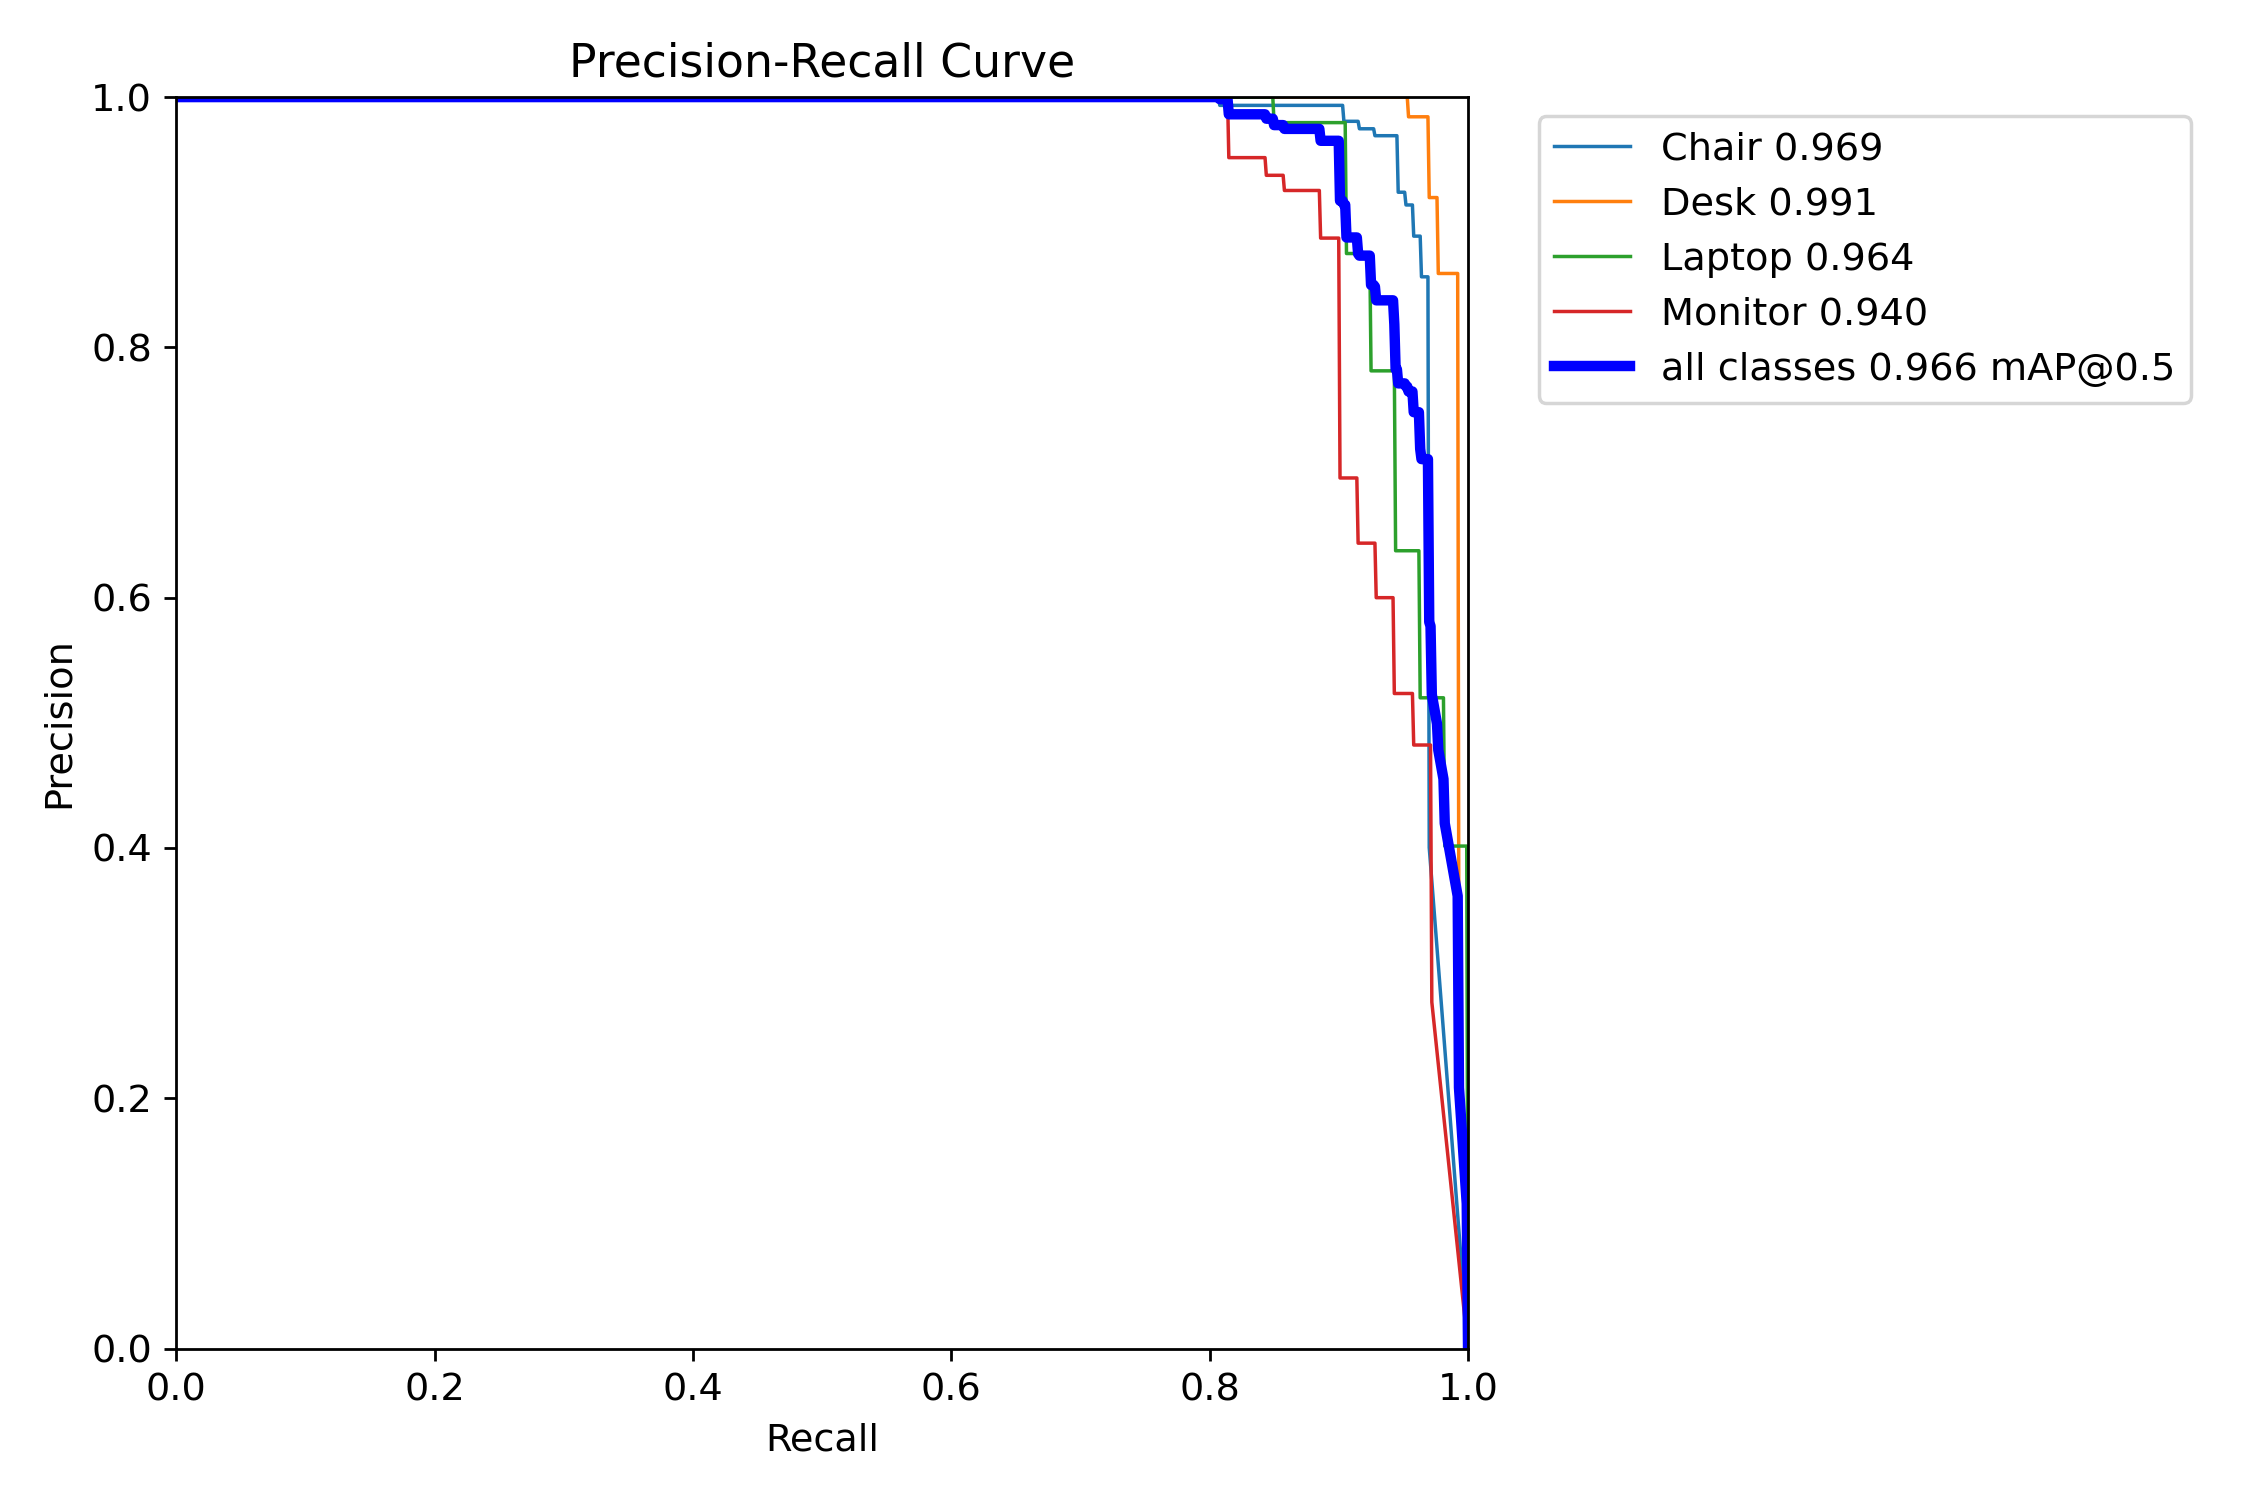 Precision-Recall Curve
1.0
0.8
0.6
0.4
0.2
0.0
Precision
0.0 0.2 0.4 0.6 0.8 1.0
Recall
Chair 0.969
Desk 0.991
Laptop 0.964
Monitor 0.940
all classes 0.966 mAP@0.5